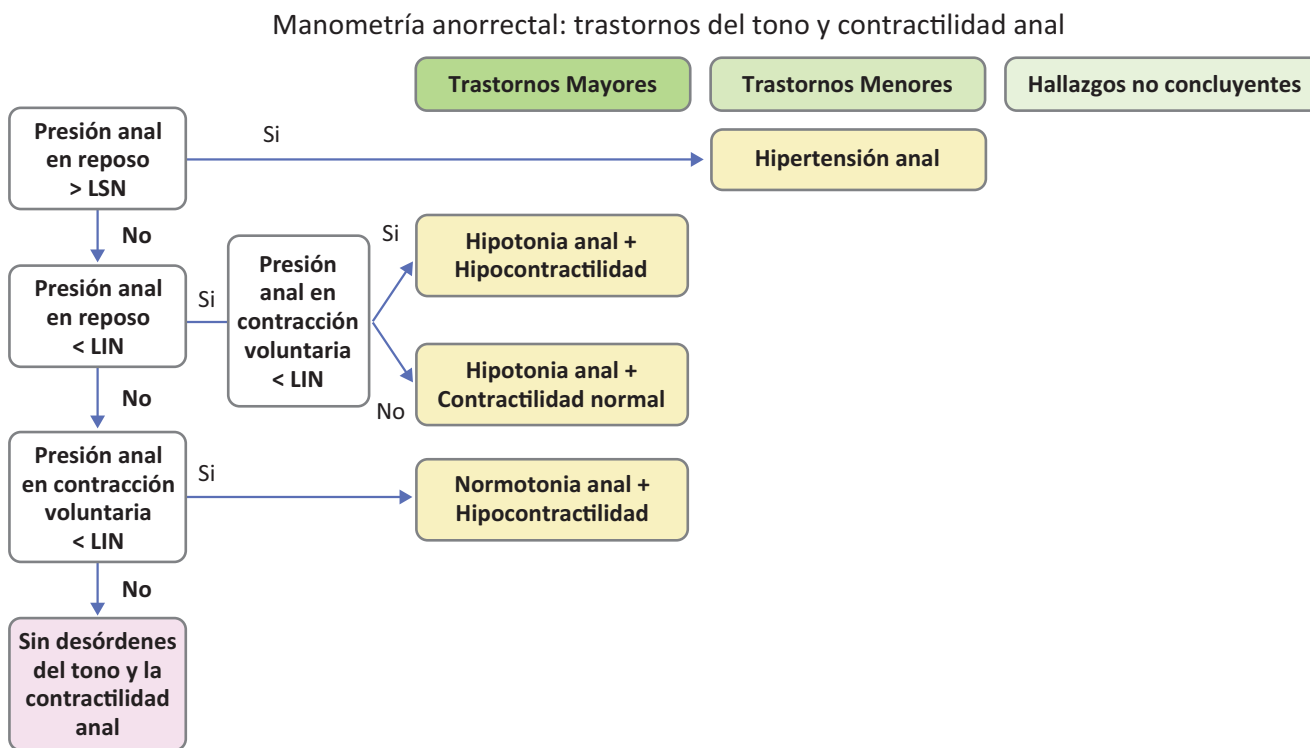 Manometría anorrectal: trastornos del tono y contractilidad anal
Trastornos Mayores
Trastornos Menores
Hallazgos no concluyentes
Presión anal
en reposo
> LSN
Si
Hipertensión anal
No
Presión anal
en reposo
< LIN
Si
Presión
anal en
contracción
voluntaria
< LIN
Si
Hipotonia anal +
Hipocontractilidad
No
Hipotonia anal +
Contractilidad normal
No
Presión anal
en contracción
voluntaria
< LIN
Si
Normotonia anal +
Hipocontractilidad
No
Sin desórdenes
del tono y la
contractilidad
anal